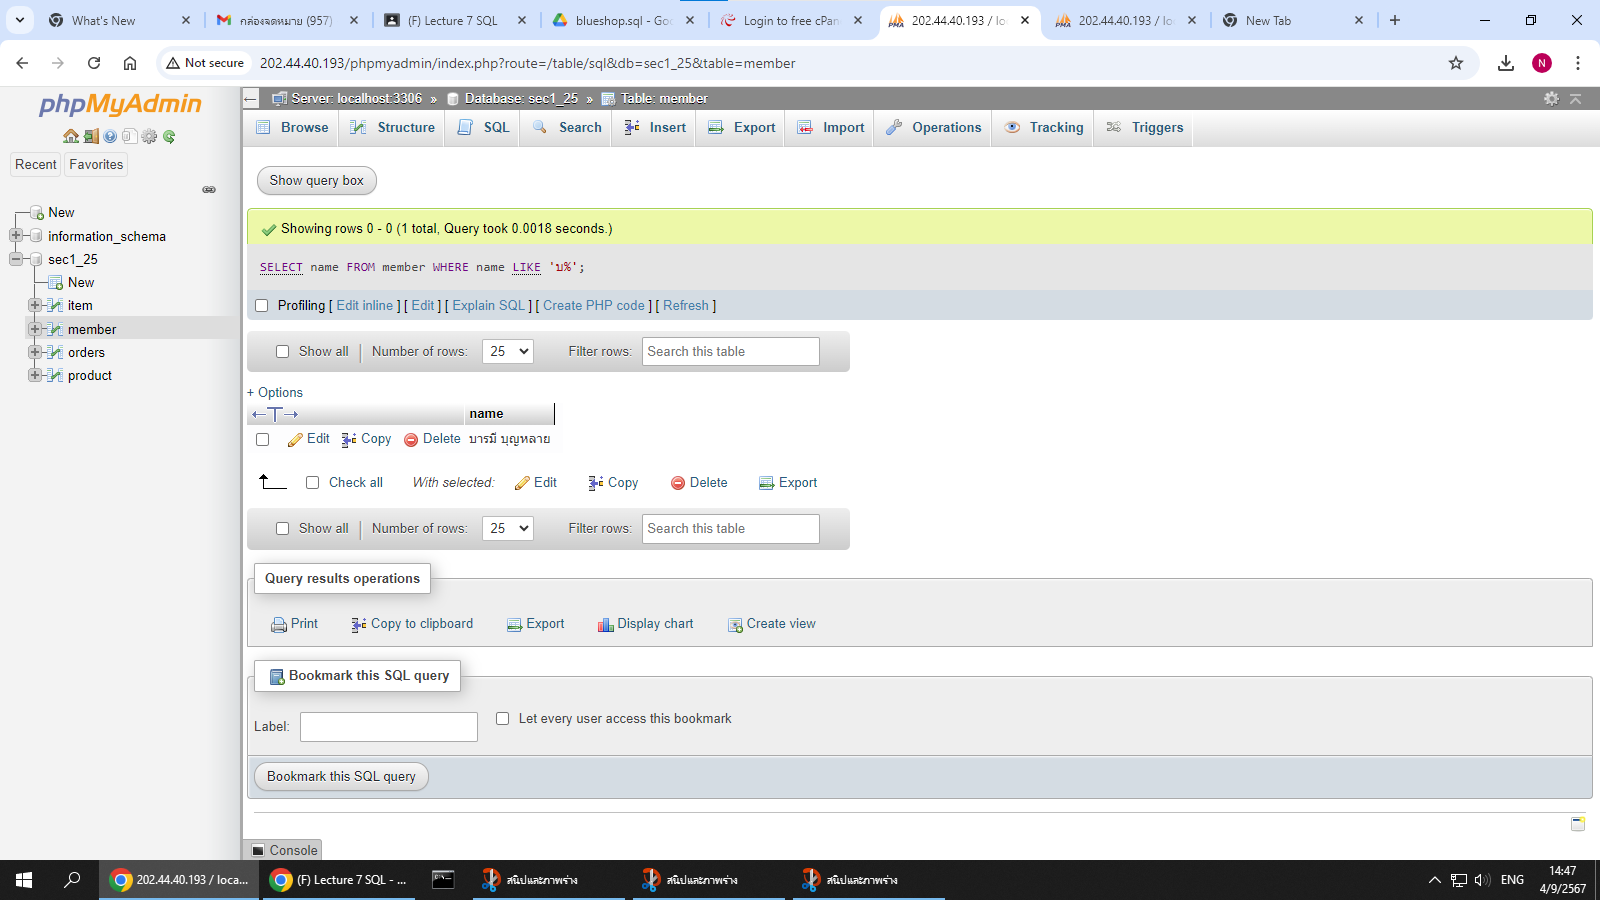 What's New
กล่องจดหมาย (957)
(F) Lecture 7 SQL
blueshop.sql - Goo
Login to free cPan
202.44.40.193 / lo
202.44.40.193 / lo
New Tab
Not secure
202.44.40.193/phpmyadmin/index.php?route=/table/sql&db=sec1_25&table=member
N
phpMyAdmin
Recent
Favorites
New
information_schema
sec1_25
New
item
member
orders
product
Server: localhost:3306 » Database: sec1_25 » Table: member
Browse
Structure
SQL
Search
Insert
Export
Import
Operations
Tracking
Triggers
Show query box
Showing rows 0 - 0 (1 total, Query took 0.0018 seconds.)
SELECT name FROM member WHERE name LIKE 'บ%';
Profiling [ Edit inline ] [ Edit ] [ Explain SQL ] [ Create PHP code ] [ Refresh ]
Show all | Number of rows: 25 Filter rows: Search this table
+ Options
←T→ name
Edit Copy Delete บารมี บุญหลาย
Check all With selected: Edit Copy Delete Export
Show all | Number of rows: 25 Filter rows: Search this table
Query results operations
Print Copy to clipboard Export Display chart Create view
Bookmark this SQL query
Label: Let every user access this bookmark
Bookmark this SQL query
Console
202.44.40.193 / loca...
(F) Lecture 7 SQL - ...
สนิปและภาพร่าง
สนิปและภาพร่าง
สนิปและภาพร่าง
ENG
14:47
4/9/2567